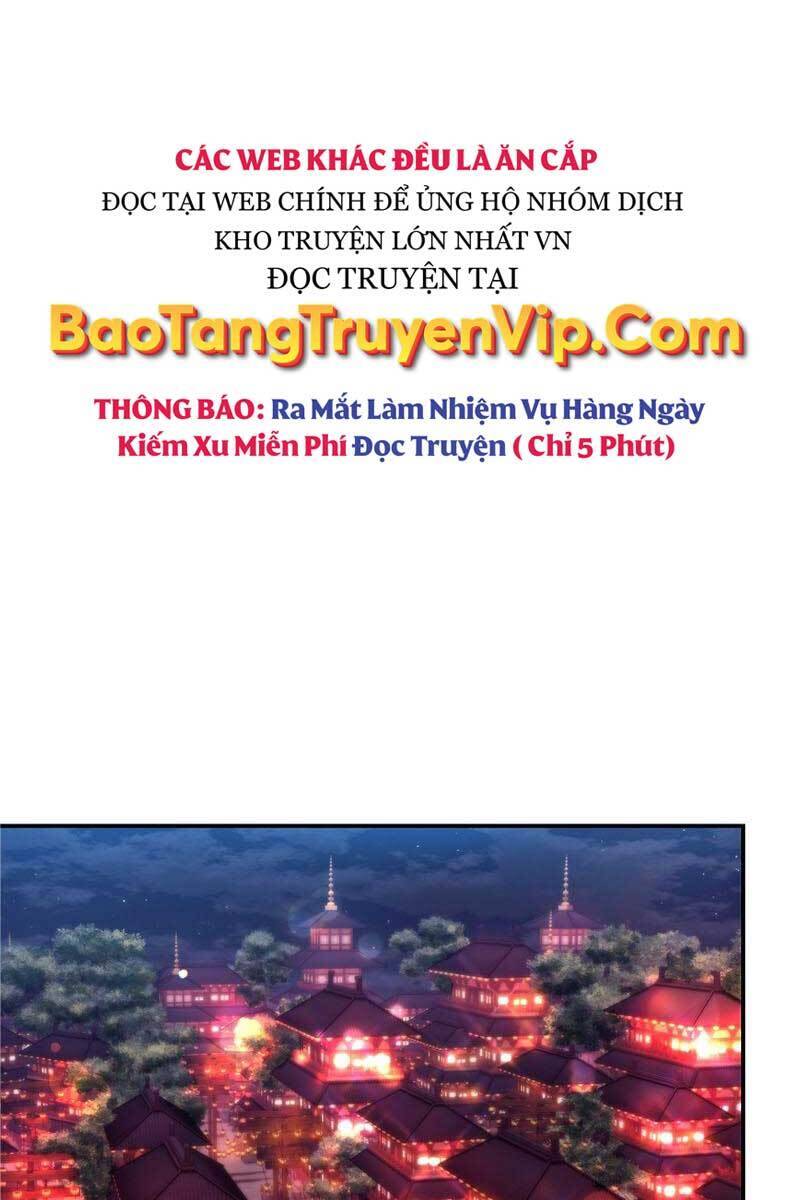 CÁC WEB KHÁC ĐỀU LÀ ĂN CẮP
ĐỌC TẠI WEB CHÍNH ĐỂ ỦNG HỘ NHÓM DỊCH
KHO TRUYỆN LỚN NHẤT VN
ĐỌC TRUYỆN TẠI
BaoTangTruyenVip.Com
THÔNG BÁO: Ra Mắt Làm Nhiệm Vụ Hàng Ngày
Kiếm Xu Miễn Phí Đọc Truyện ( Chỉ 5 Phút)